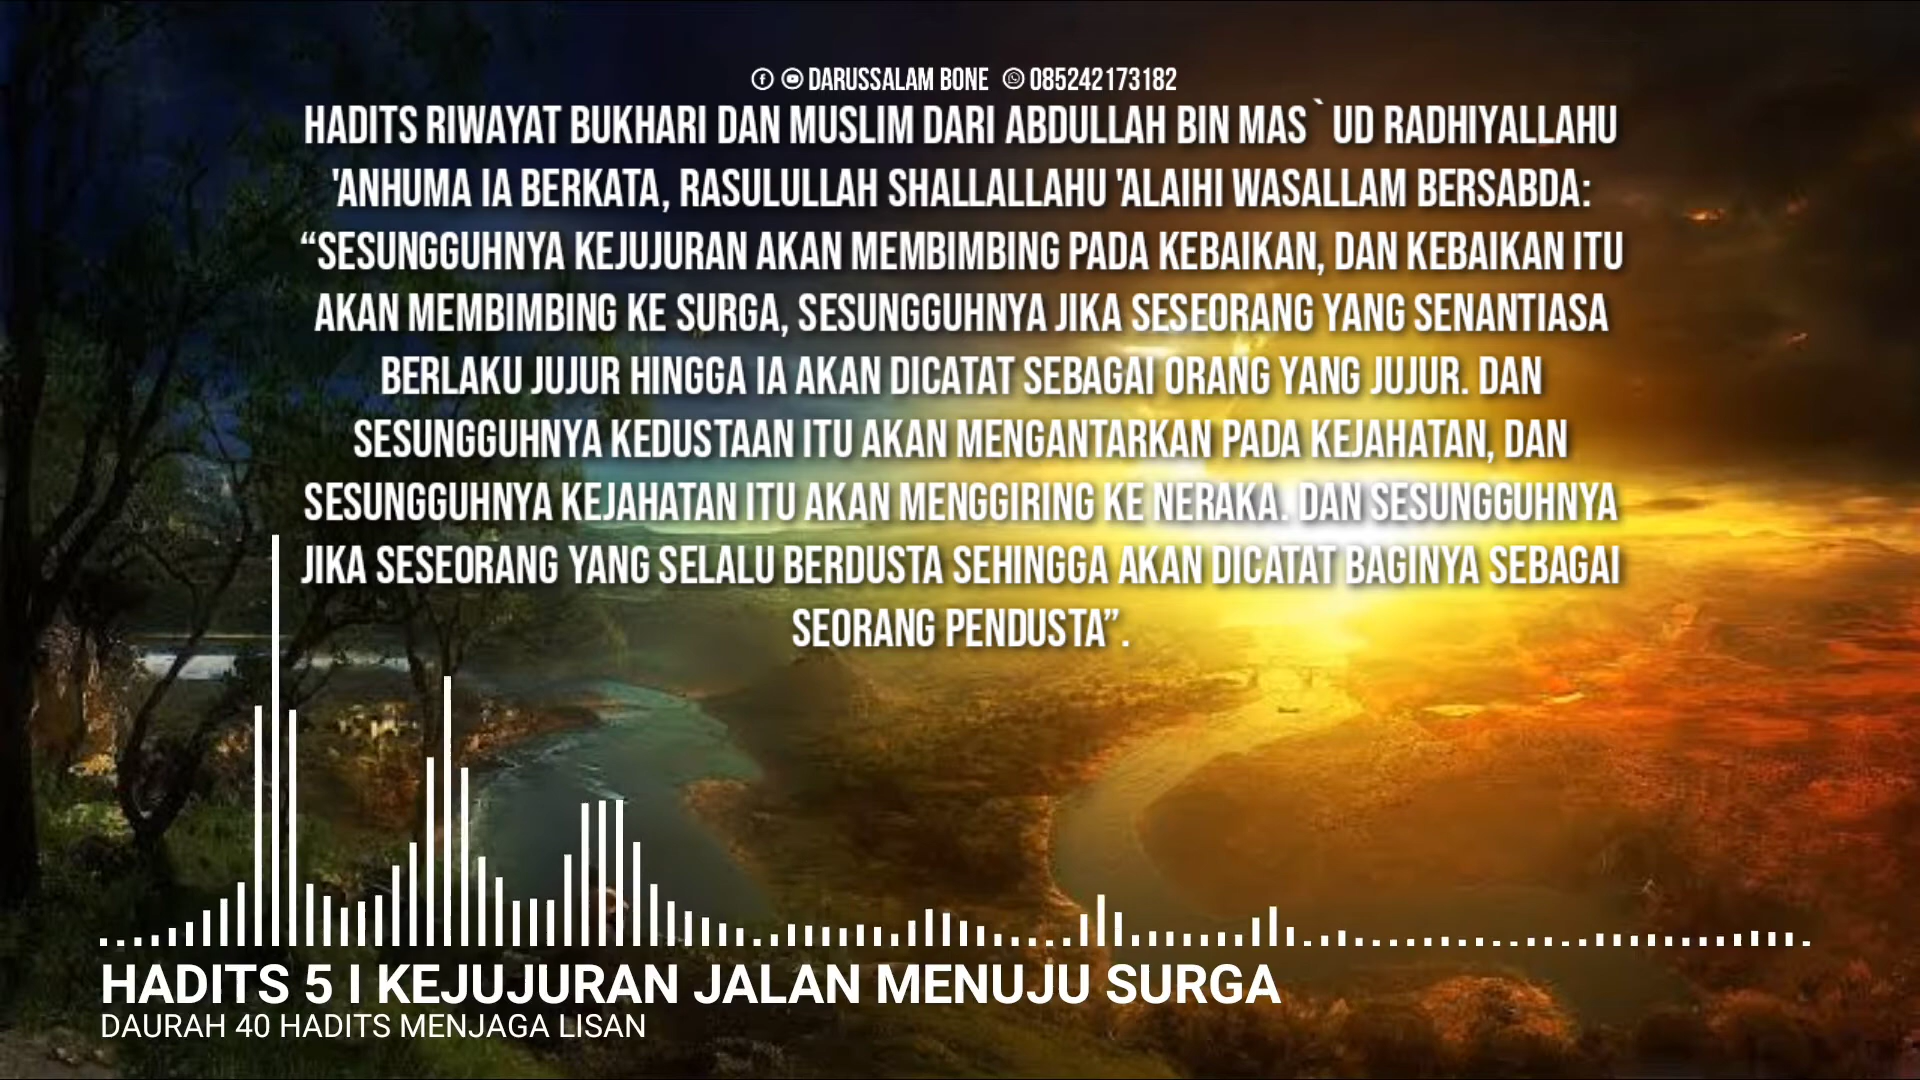 DARUSSALAM BONE 085242173182
HADITS RIWAYAT BUKHARI DAN MUSLIM DARI ABDULLAH BIN MAS`UD RADHIYALLAHU
'ANHUMA IA BERKATA, RASULULLAH SHALLALLAHU 'ALAIHI WASALLAM BERSABDA:
“SESUNGGUHNYA KEJUJURAN AKAN MEMBIMBING PADA KEBAIKAN, DAN KEBAIKAN ITU
AKAN MEMBIMBING KE SURGA, SESUNGGUHNYA JIKA SESEORANG YANG SENANTIASA
BERLAKU JUJUR HINGGA IA AKAN DICATAT SEBAGAI ORANG YANG JUJUR. DAN
SESUNGGUHNYA KEDUSTAAN ITU AKAN MENGANTARKAN PADA KEJAHATAN, DAN
SESUNGGUHNYA KEJAHATAN ITU AKAN MENGGIRING KE NERAKA. DAN SESUNGGUHNYA
JIKA SESEORANG YANG SELALU BERDUSTA SEHINGGA AKAN DICATAT BAGINYA SEBAGAI
SEORANG PENDUSTA”.
HADITS 5 I KEJUJURAN JALAN MENUJU SURGA
DAURAH 40 HADITS MENJAGA LISAN